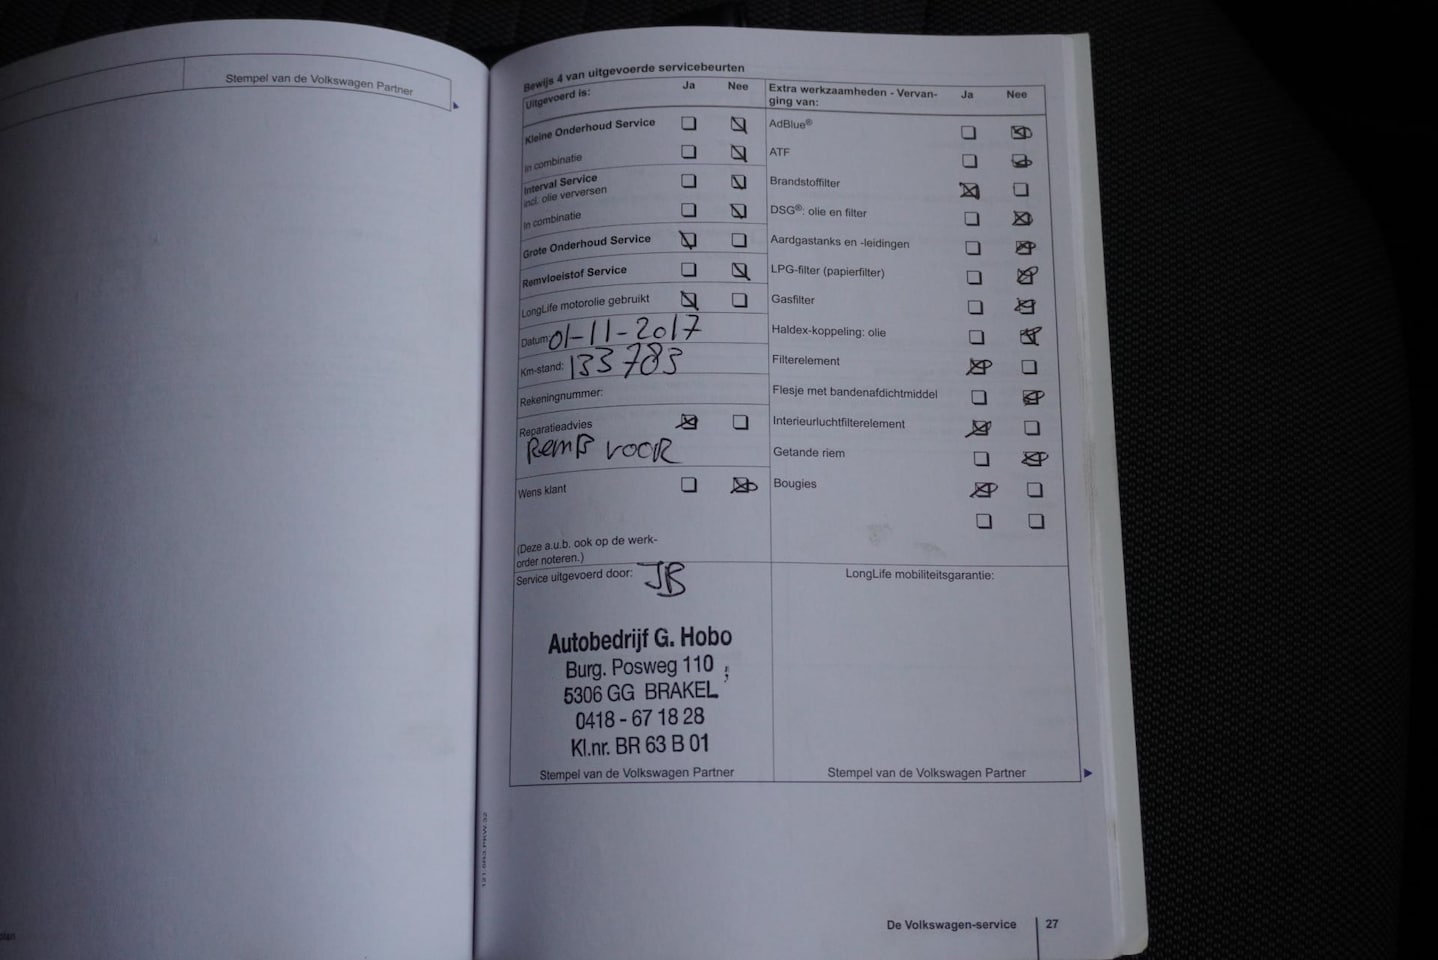 Stempel van de Volkswagen Partner
Bewijs 4 van uitgevoerde servicebeurten
Uitgevoerd is: Ja Nee
Kleine Onderhoud Service
In combinatie
Interval Service
incl. olie verversen
In combinatie
Grote Onderhoud Service
Remvloeistof Service
LongLife motorolie gebruikt
Datum: 01-11-2017
Km-stand: 133783
Rekeningnummer:
Reparatieadvies
Rem B VOOR
Wens klant
(Deze a.u.b. ook op de werk-
order noteren.)
Extra werkzaamheden - Vervan-
ging van: Ja Nee
AdBlue®
ATF
Brandstoffilter
DSG®: olie en filter
Aardgastanks en -leidingen
LPG-filter (papierfilter)
Gasfilter
Haldex-koppeling: olie
Filterelement
Flesje met bandenafdichtmiddel
Interieurluchtfilterelement
Getande riem
Bougies
Service uitgevoerd door: JB
Autobedrijf G. Hobo
Burg. Posweg 110
5306 GG BRAKEL
0418 - 67 18 28
Kl.nr. BR 63 B 01
Stempel van de Volkswagen Partner
LongLife mobiliteitsgarantie:
Stempel van de Volkswagen Partner
De Volkswagen-service 27